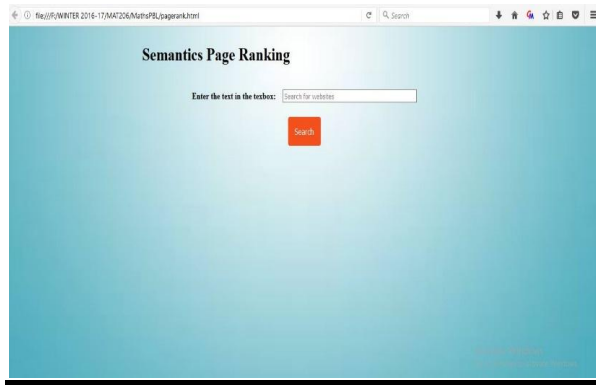 file:///F:/WINTER 2016-17/MAT206/MathsPBL/pagerank.html
Search
Semantics Page Ranking
Enter the text in the texbox:
Search for websites
Search